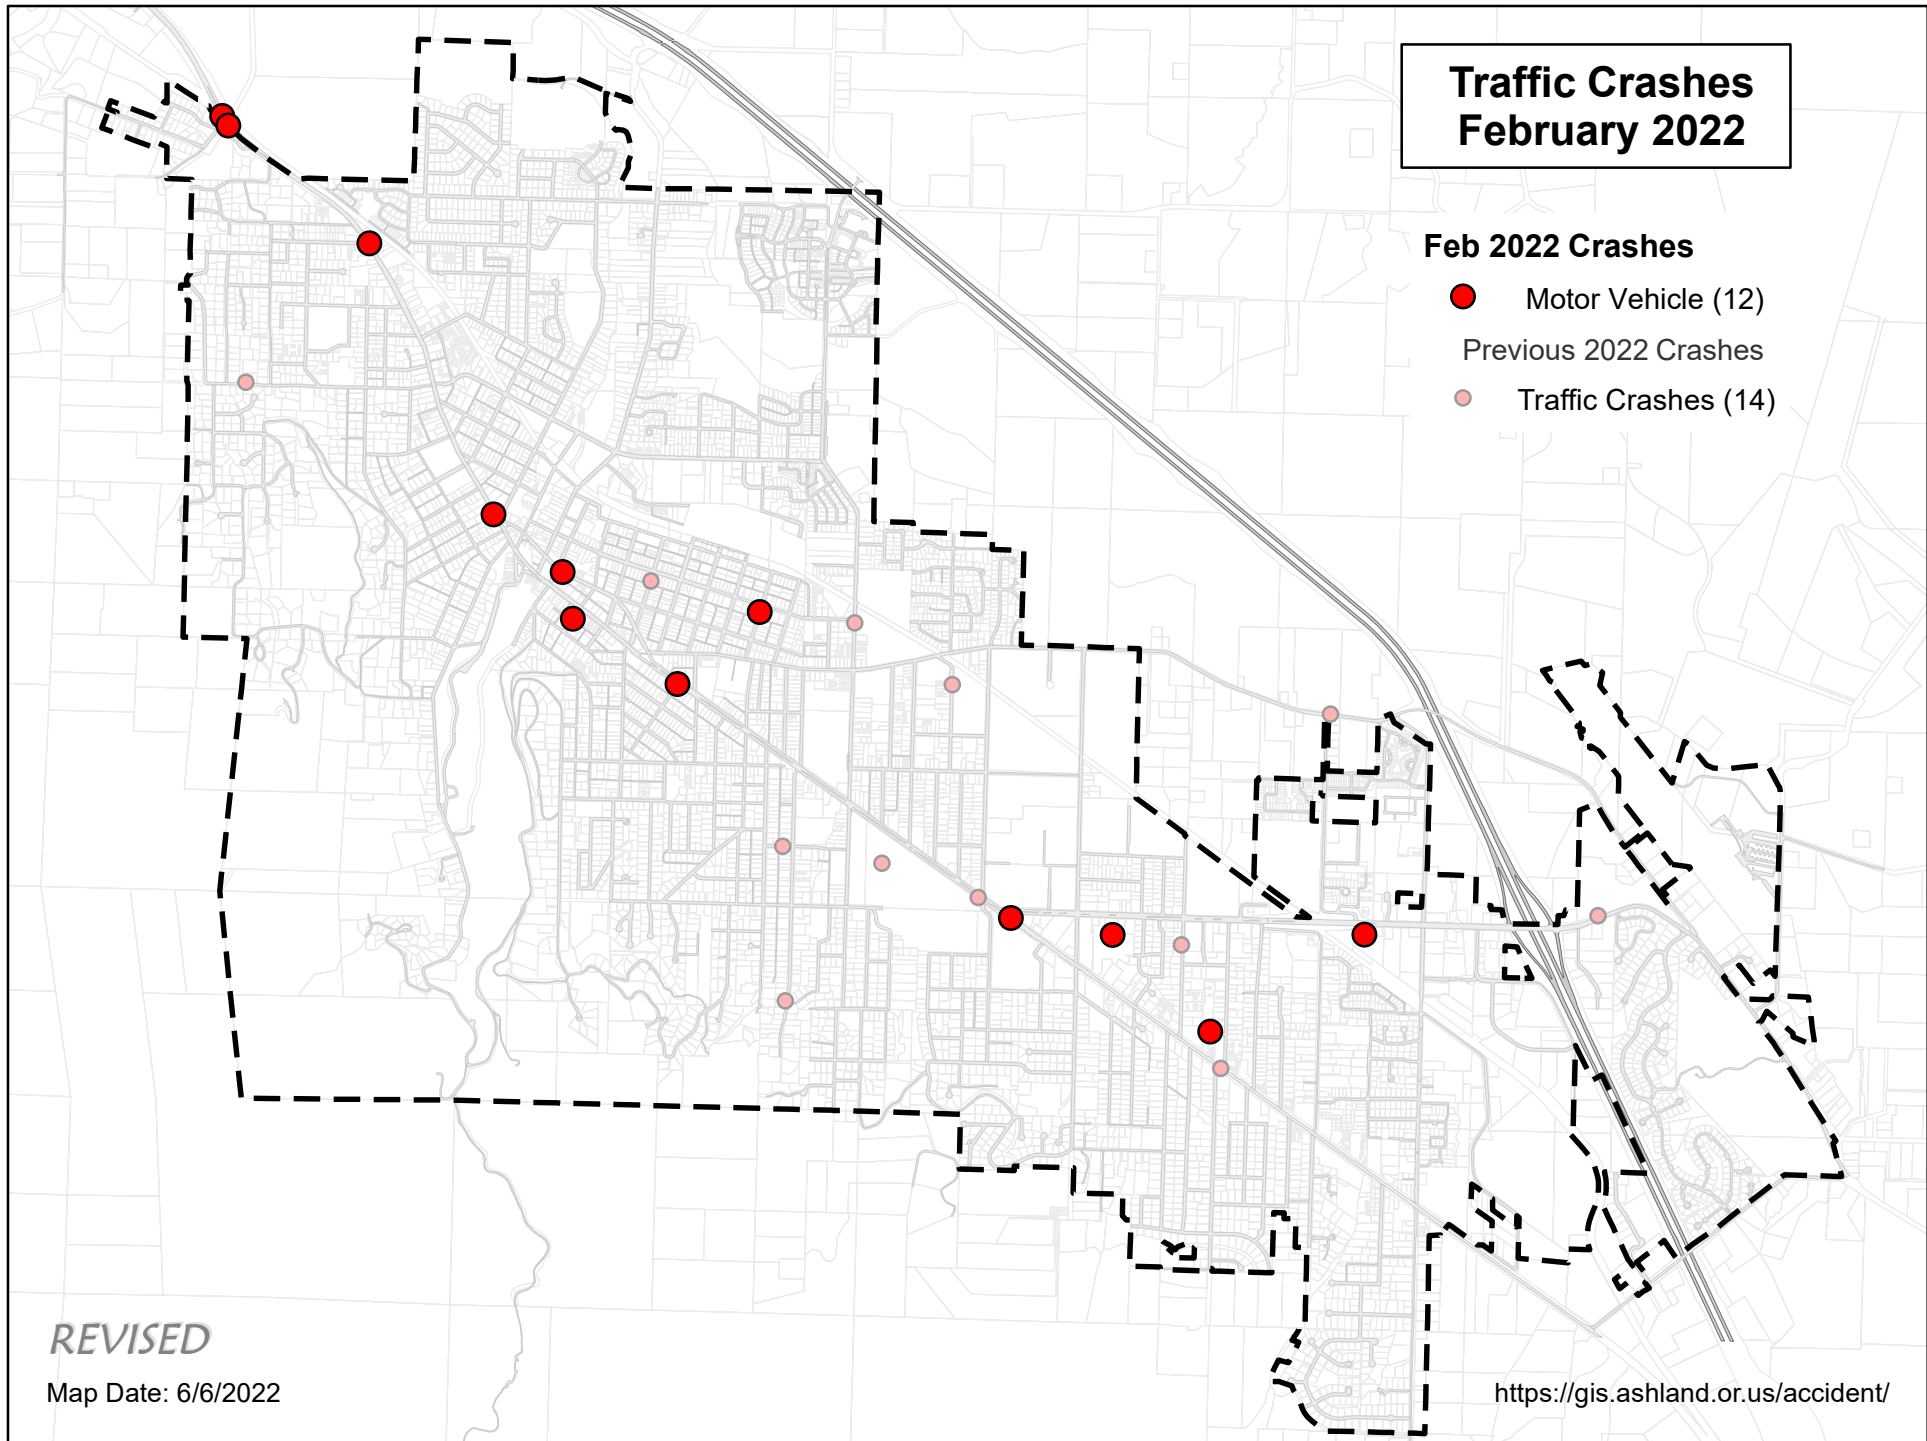 Traffic Crashes
February 2022
Feb 2022 Crashes
Motor Vehicle (12)
Previous 2022 Crashes
Traffic Crashes (14)
REVISED
Map Date: 6/6/2022
https://gis.ashland.or.us/accident/